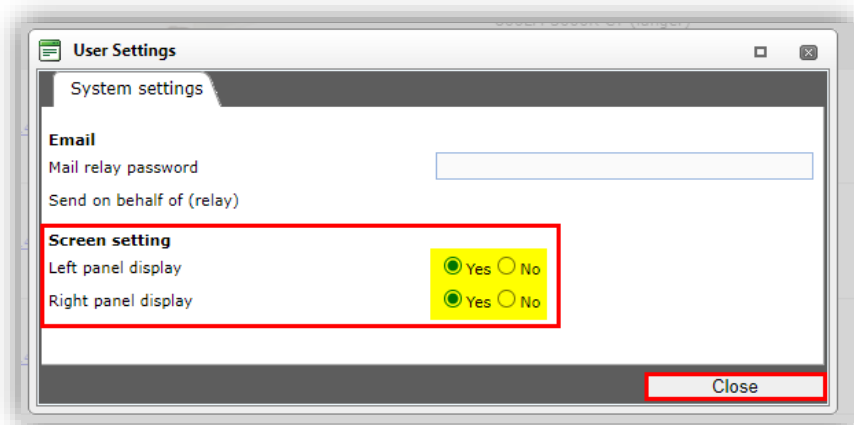 User Settings
System settings
Email
Mail relay password
Send on behalf of (relay)
Screen setting
Left panel display Yes No
Right panel display Yes No
Close